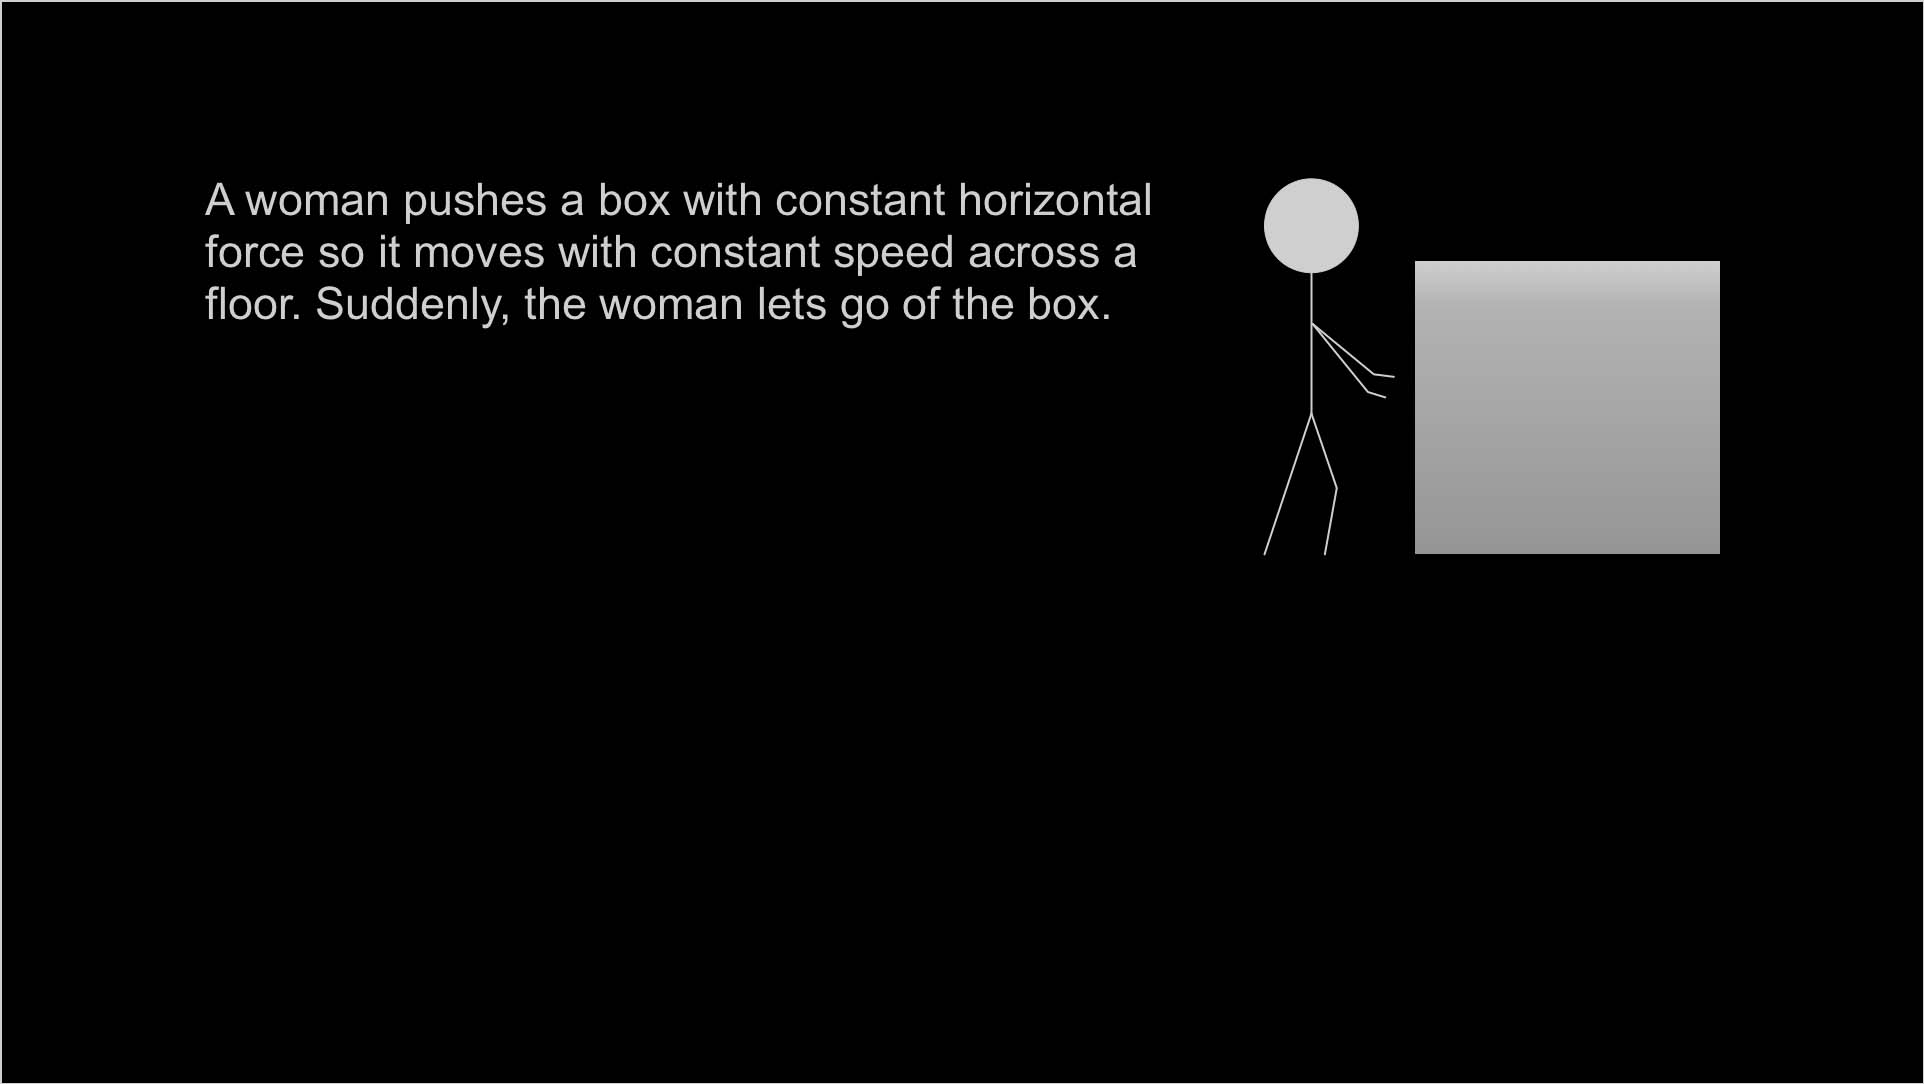 A woman pushes a box with constant horizontal
force so it moves with constant speed across a
floor. Suddenly, the woman lets go of the box.